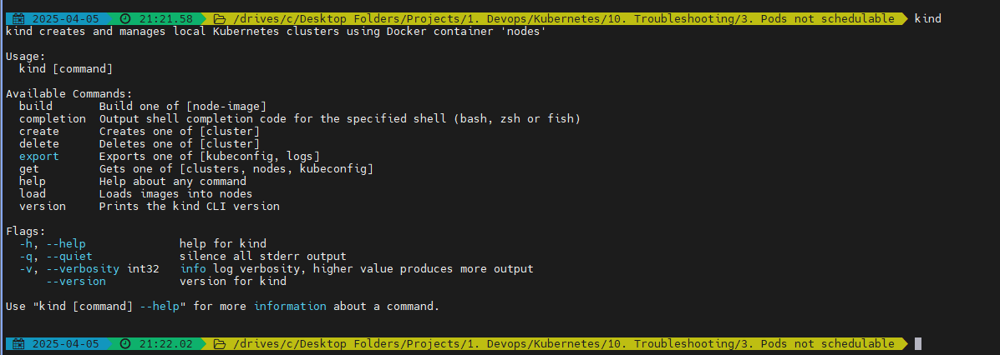 2025-04-05 21:21.58 /drives/c/Desktop Folders/Projects/1. Devops/Kubernetes/10. Troubleshooting/3. Pods not schedulable kind
kind creates and manages local Kubernetes clusters using Docker container 'nodes'
Usage:
  kind [command]
Available Commands:
  build       Build one of [node-image]
  completion  Output shell completion code for the specified shell (bash, zsh or fish)
  create      Creates one of [cluster]
  delete      Deletes one of [cluster]
  export      Exports one of [kubeconfig, logs]
  get         Gets one of [clusters, nodes, kubeconfig]
  help        Help about any command
  load        Loads images into nodes
  version     Prints the kind CLI version
Flags:
  -h, --help              help for kind
  -q, --quiet             silence all stderr output
  -v, --verbosity int32   info log verbosity, higher value produces more output
      --version           version for kind
Use "kind [command] --help" for more information about a command.
2025-04-05 21:22.02 /drives/c/Desktop Folders/Projects/1. Devops/Kubernetes/10. Troubleshooting/3. Pods not schedulable